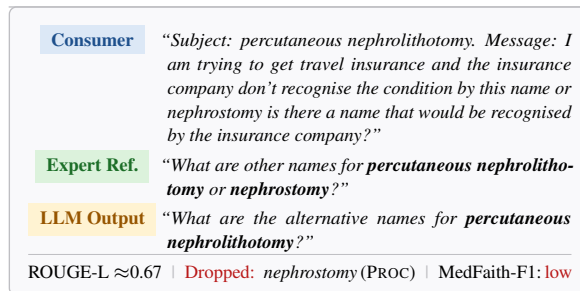 Consumer "Subject: percutaneous nephrolithotomy. Message: I
am trying to get travel insurance and the insurance
company don't recognise the condition by this name or
nephrostomy is there a name that would be recognised
by the insurance company?"
Expert Ref. "What are other names for percutaneous nephrolitho-
tomy or nephrostomy?"
LLM Output "What are the alternative names for percutaneous
nephrolithotomy?"
ROUGE-L ≈0.67 | Dropped: nephrostomy (PROC) | MedFaith-F1: low